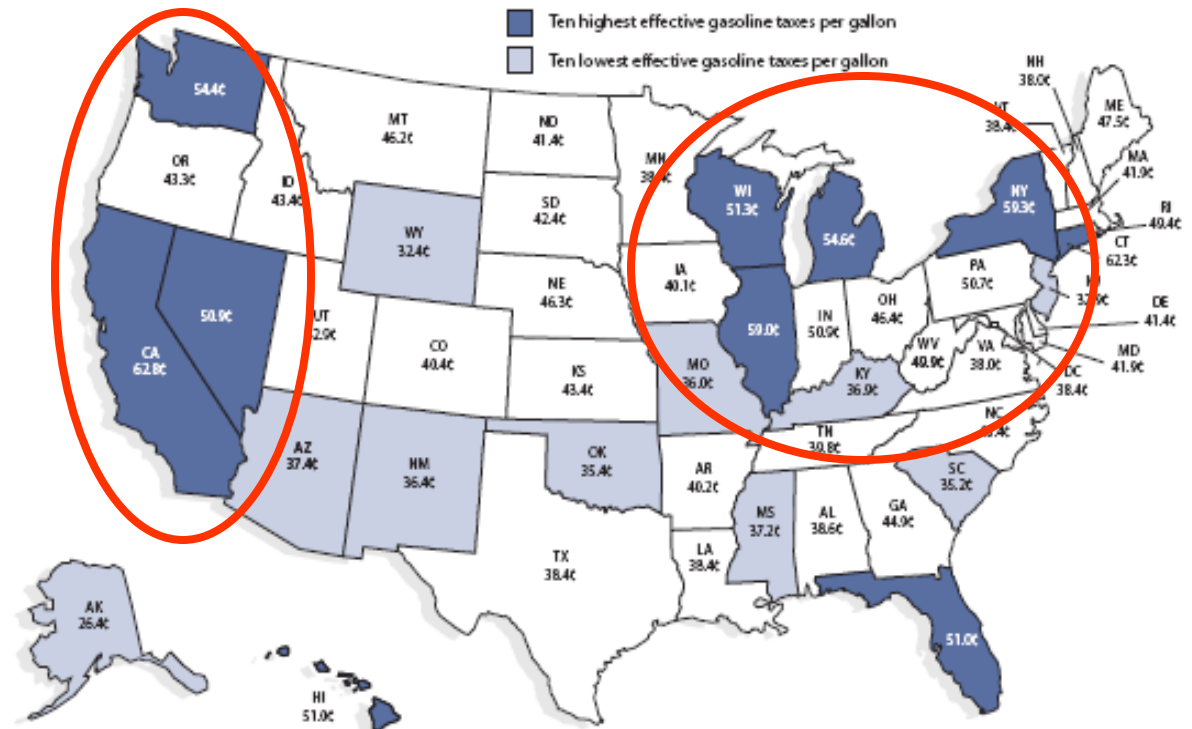 Ten highest effective gasoline taxes per gallon
Ten lowest effective gasoline taxes per gallon
54.4¢
OR
43.3¢
ID
43.4¢
MT
46.2¢
ND
41.4¢
MN
SD
42.4¢
WY
32.4¢
NE
46.3¢
CA
62.8¢
50.9¢
UT
CO
40.4¢
KS
43.4¢
AZ
37.4¢
NM
36.4¢
OK
35.4¢
TX
38.4¢
WI
51.3¢
54.6¢
IA
40.1¢
59.0¢
IN
50.9¢
OH
46.4¢
MO
36.0¢
KY
36.9¢
WV
49.9¢
VA
38.0¢
PA
50.7¢
NY
59.3¢
NH
38.0¢
VT
38.4¢
ME
47.5¢
MA
41.9¢
RI
49.4¢
CT
62.3¢
DE
41.4¢
MD
41.9¢
DC
38.4¢
NC
TN
39.8¢
SC
35.2¢
AR
40.2¢
MS
37.2¢
AL
38.6¢
GA
44.9¢
LA
38.4¢
51.0¢
AK
26.4¢
HI
51.0¢